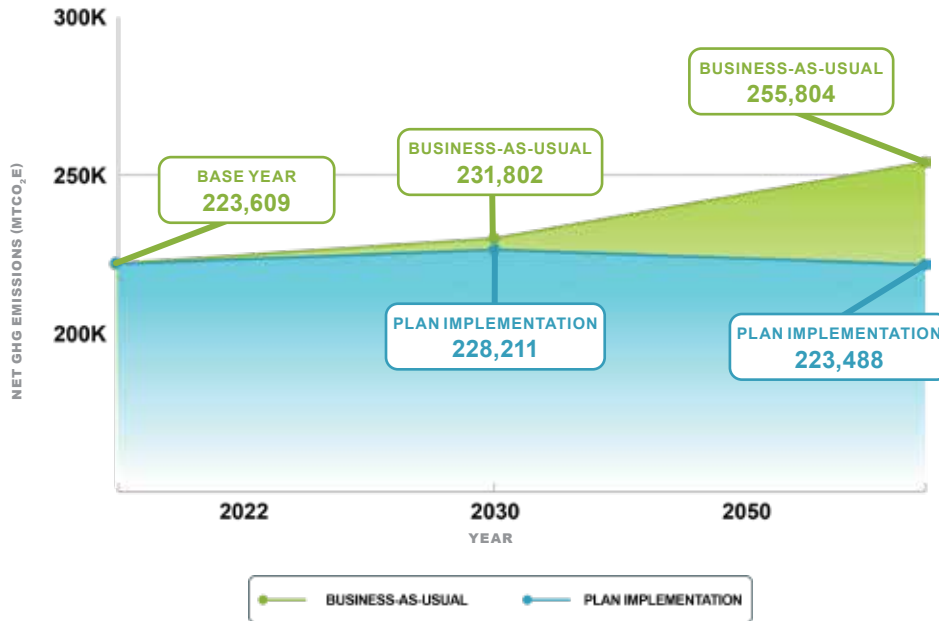 300K
BUSINESS-AS-USUAL
255,804
BUSINESS-AS-USUAL
231,802
250K
BASE YEAR
223,609
NET GHG EMISSIONS (MTCO₂E)
PLAN IMPLEMENTATION
228,211
PLAN IMPLEMENTATION
223,488
200K
2022
2030
2050
YEAR
BUSINESS-AS-USUAL
PLAN IMPLEMENTATION